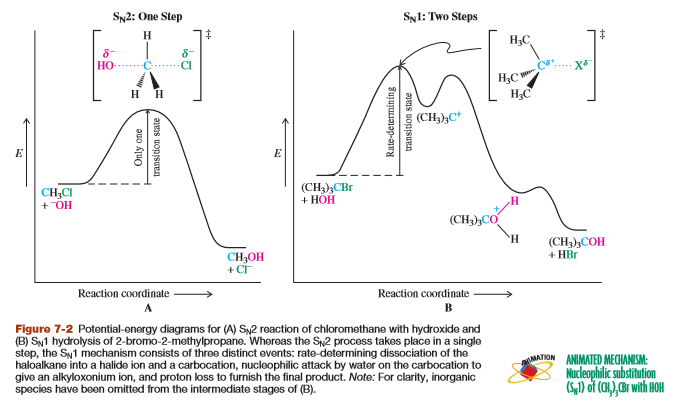 SN2: One Step
H
‡
δ− δ−
HO C Cl
H H
E
Only one
transition state
CH3Cl
+ −OH
CH3OH
+ Cl−
Reaction coordinate
A
SN1: Two Steps
‡
H3C
Cδ+ Xδ−
H3C
H3C
E
Rate-determining
transition state
(CH3)3C+
(CH3)3CBr
+ HOH
H
+
(CH3)3CO
H
(CH3)3COH
+ HBr
Reaction coordinate
B
Figure 7-2 Potential-energy diagrams for (A) SN2 reaction of chloromethane with hydroxide and
(B) SN1 hydrolysis of 2-bromo-2-methylpropane. Whereas the SN2 process takes place in a single
step, the SN1 mechanism consists of three distinct events: rate-determining dissociation of the
haloalkane into a halide ion and a carbocation, nucleophilic attack by water on the carbocation to
give an alkyloxonium ion, and proton loss to furnish the final product. Note: For clarity, inorganic
species have been omitted from the intermediate stages of (B).
ANIMATION
ANIMATED MECHANISM:
Nucleophilic substitution
(SN1) of (CH3)3CBr with HOH